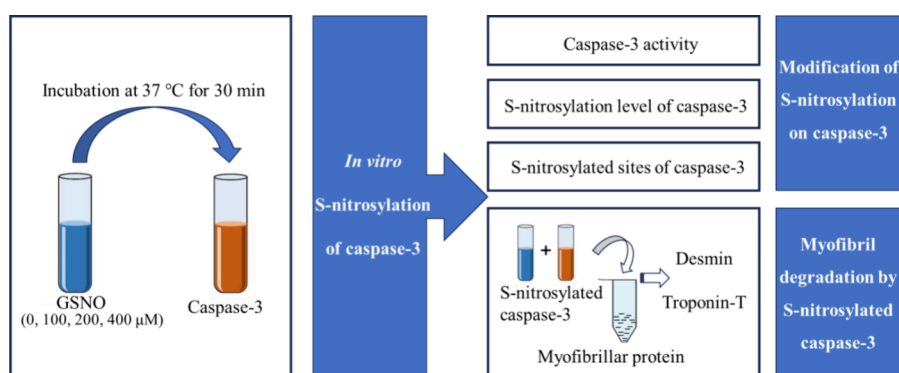 Incubation at 37 °C for 30 min
GSNO
(0, 100, 200, 400 μM)
Caspase-3
In vitro
S-nitrosylation
of caspase-3
Caspase-3 activity
S-nitrosylation level of caspase-3
S-nitrosylated sites of caspase-3
+
S-nitrosylated
caspase-3
Myofibrillar protein
Desmin
Troponin-T
Modification of
S-nitrosylation
on caspase-3
Myofibril
degradation by
S-nitrosylated
caspase-3